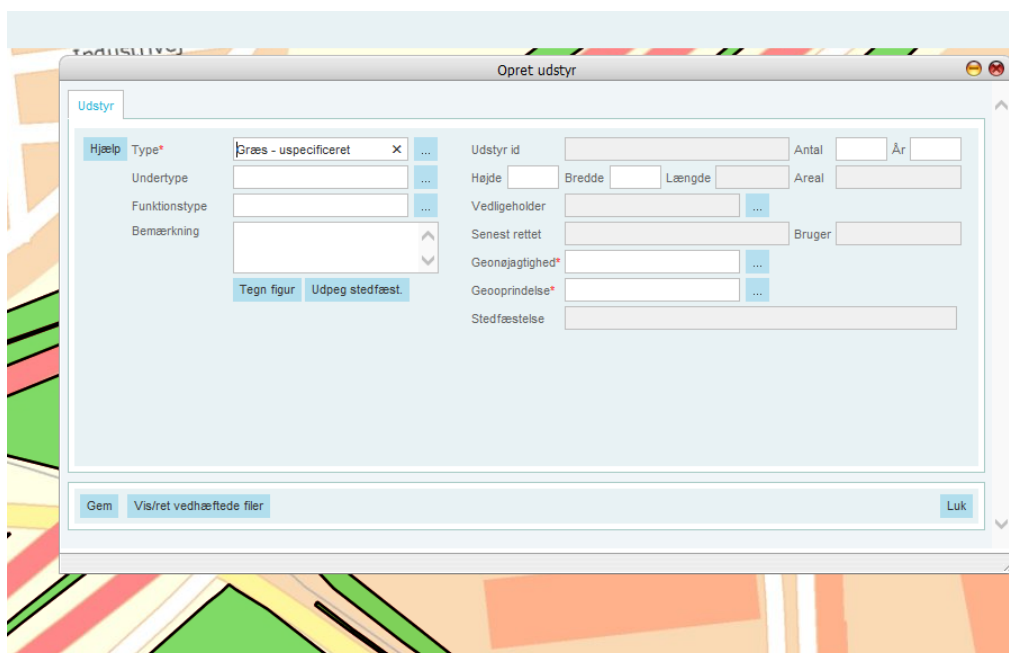 Industrivej
Opret udstyr
Udstyr
Hjælp Type* Græs - uspecificeret × ... Udstyr id Antal År
Undertype ... Højde Bredde Længde Areal
Funktionstype ... Vedligeholder ...
Bemærkning Senest rettet Bruger
Geonøjagtighed* ...
Tegn figur Udpeg stedfæst. Geooprindelse* ...
Stedfæstelse
Gem Vis/ret vedhæftede filer Luk